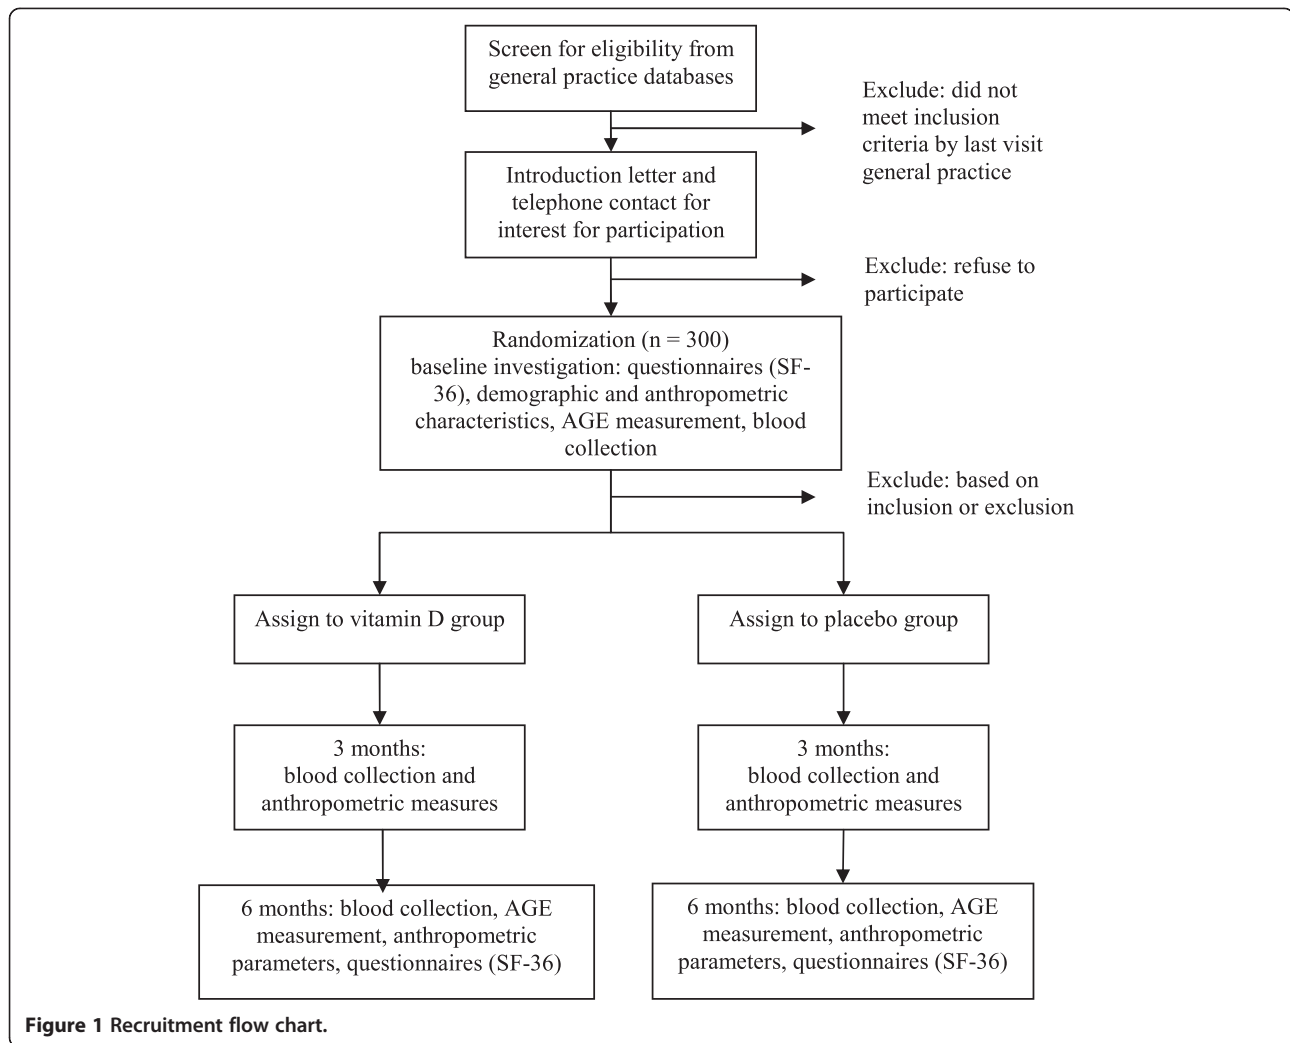 Screen for eligibility from
general practice databases
Exclude: did not
meet inclusion
criteria by last visit
general practice
Introduction letter and
telephone contact for
interest for participation
Exclude: refuse to
participate
Randomization (n = 300)
baseline investigation: questionnaires (SF-
36), demographic and anthropometric
characteristics, AGE measurement, blood
collection
Exclude: based on
inclusion or exclusion
Assign to vitamin D group
Assign to placebo group
3 months:
blood collection and
anthropometric measures
3 months:
blood collection and
anthropometric measures
6 months: blood collection, AGE
measurement, anthropometric
parameters, questionnaires (SF-36)
6 months: blood collection, AGE
measurement, anthropometric
parameters, questionnaires (SF-36)
Figure 1 Recruitment flow chart.